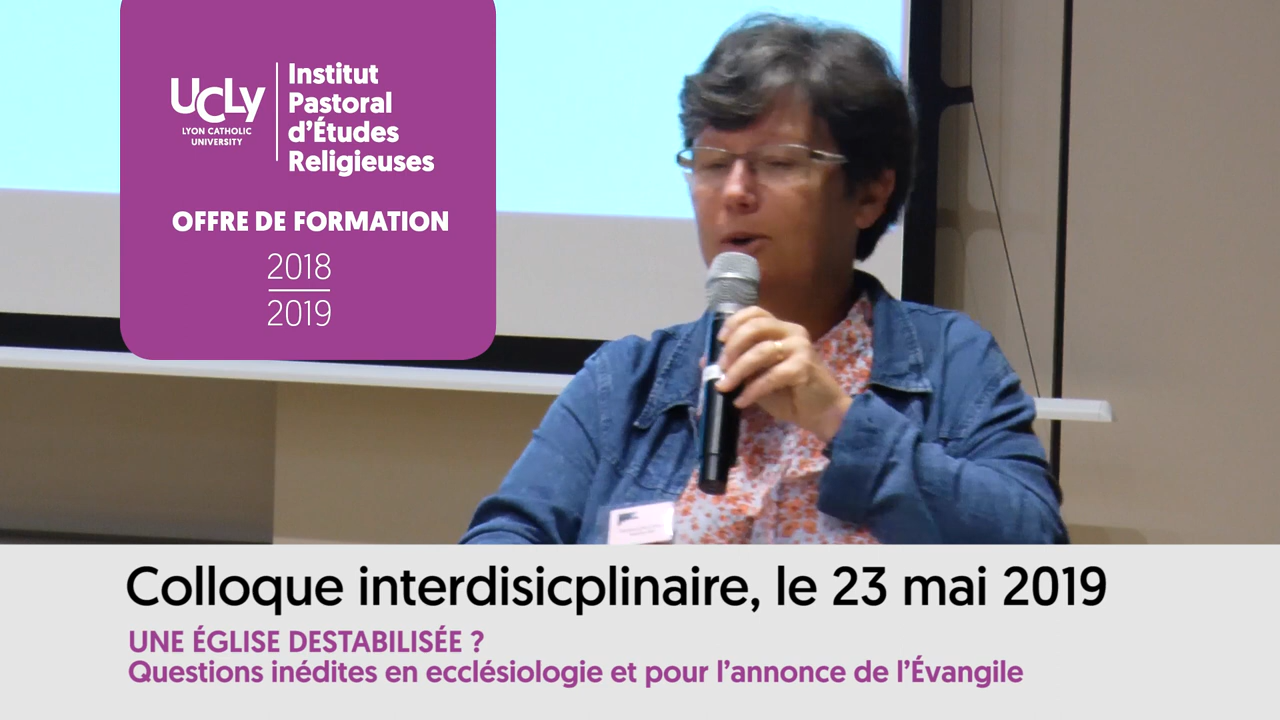 UCLy
LYON CATHOLIC
UNIVERSITY
Institut
Pastoral
d'Études
Religieuses
OFFRE DE FORMATION
2018
2019
Colloque interdisicplinaire, le 23 mai 2019
UNE ÉGLISE DESTABILISÉE ?
Questions inédites en ecclésiologie et pour l'annonce de l'Évangile